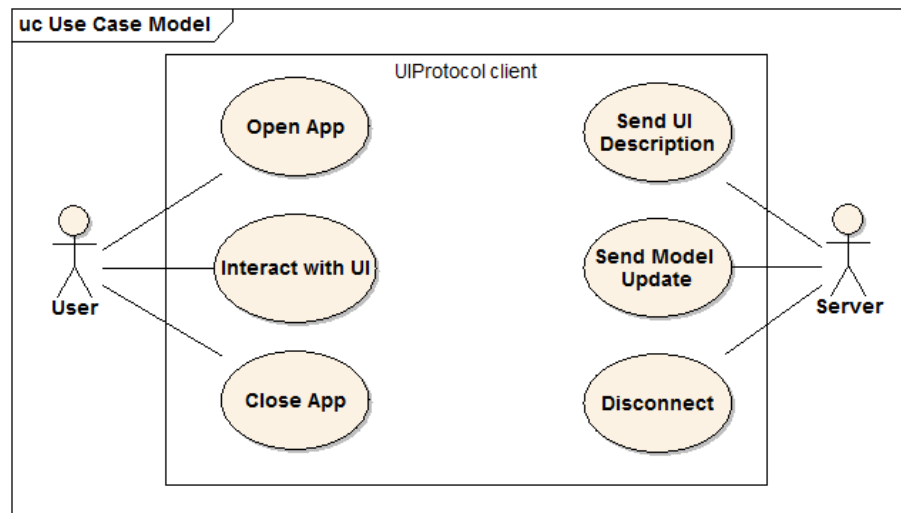 uc Use Case Model
UIProtocol client
Open App
Send UI
Description
Interact with UI
Send Model
Update
User
Server
Close App
Disconnect